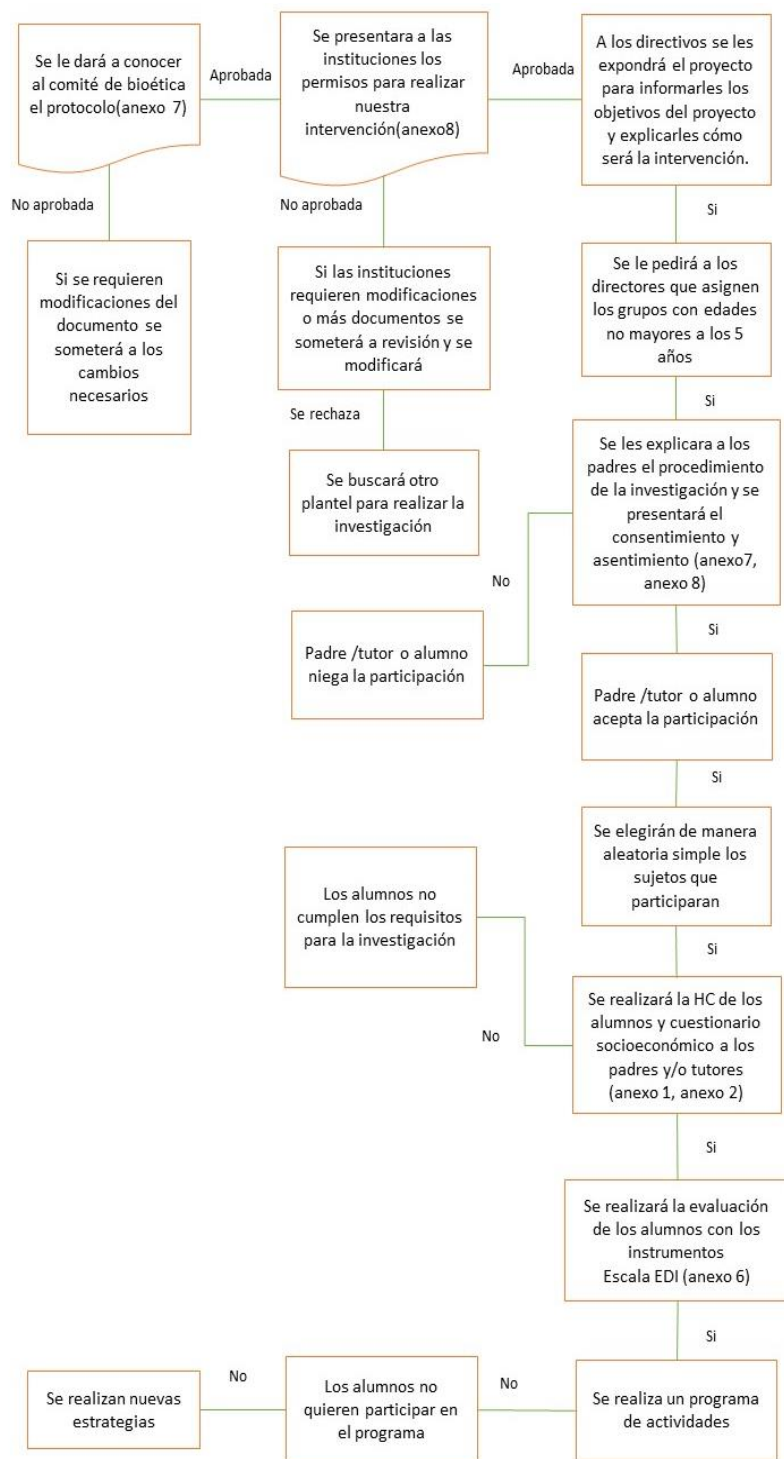 Se le dará a conocer
al comité de bioética
el protocolo(anexo 7)
Aprobada
Se presentara a las
instituciones los
permisos para realizar
nuestra
intervención(anexo8)
Aprobada
A los directivos se les
expondrá el proyecto
para informarles los
objetivos del proyecto
y explicarles cómo
será la intervención.
No aprobada
No aprobada
Si
Si se requieren
modificaciones del
documento se
someterá a los
cambios
necesarios
Si las instituciones
requieren modificaciones
o más documentos se
someterá a revisión y se
modificará
Se le pedirá a los
directores que asignen
los grupos con edades
no mayores a los 5
años
Se rechaza
Si
Se buscará otro
plantel para realizar la
investigación
Se les explicara a los
padres el procedimiento
de la investigación y se
presentará el
consentimiento y
asentimiento (anexo7,
anexo 8)
No
Si
Padre /tutor o alumno
niega la participación
Padre /tutor o alumno
acepta la participación
Si
Se elegirán de manera
aleatoria simple los
sujetos que
participaran
Los alumnos no
cumplen los requisitos
para la investigación
Si
Se realizará la HC de los
alumnos y cuestionario
socioeconómico a los
padres y/o tutores
(anexo 1, anexo 2)
No
Si
Se realizará la evaluación
de los alumnos con los
instrumentos
Escala EDI (anexo 6)
Si
Se realizan nuevas
estrategias
No
Los alumnos no
quieren participar en
el programa
No
Se realiza un programa
de actividades